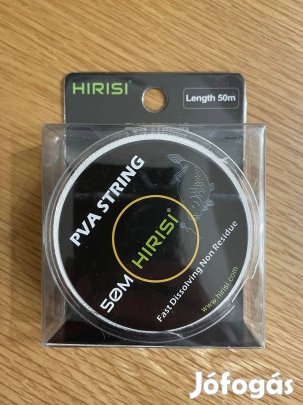 HIRISI®
Length 50m
PVA STRING
50M HIRISI®
Fast Dissolving Non Residue
www.hirisi.com
Jófogás